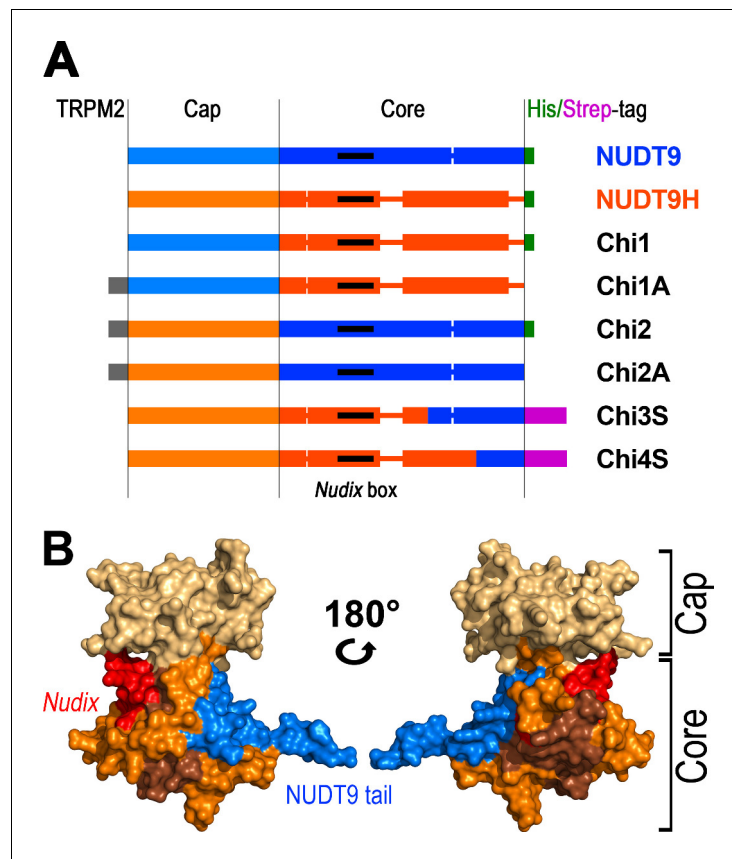 A
TRPM2 Cap Core His/Strep-tag
NUDT9
NUDT9H
Chi1
Chi1A
Chi2
Chi2A
Chi3S
Chi4S
Nudix box
B
180°
Cap
Nudix
Core
NUDT9 tail